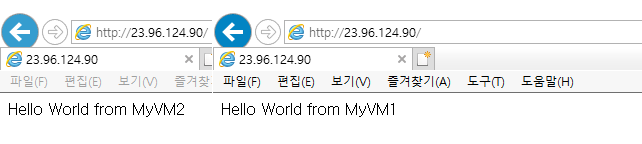 http://23.96.124.90/
23.96.124.90
파일(F) 편집(E) 보기(V) 즐겨찾
Hello World from MyVM2
http://23.96.124.90/
23.96.124.90
파일(F) 편집(E) 보기(V) 즐겨찾기(A) 도구(T) 도움말(H)
Hello World from MyVM1